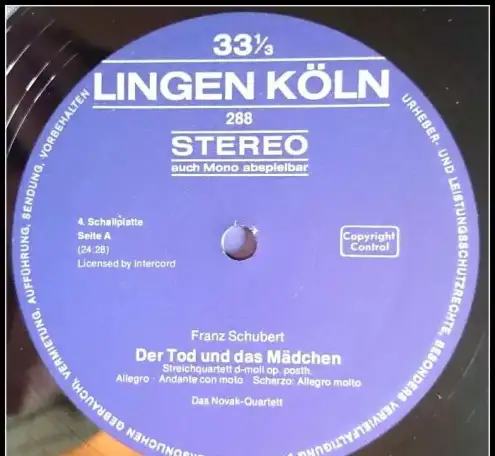 33⅓
LINGEN KÖLN
288
STEREO
auch Mono abspielbar
4. Schallplatte
Seite A
(24:28)
Licensed by Intercord
Copyright
Control
Franz Schubert
Der Tod und das Mädchen
Streichquartett d-moll op. posth.
Allegro · Andante con moto · Scherzo: Allegro molto
Das Novak-Quartett
URHEBER- UND LEISTUNGSSCHUTZRECHTE, BESONDERS VERVIELFÄLTIGUNG
GEBRAUCH), VERMIETUNG, AUFFÜHRUNG, SENDUNG, VORBEHALTEN